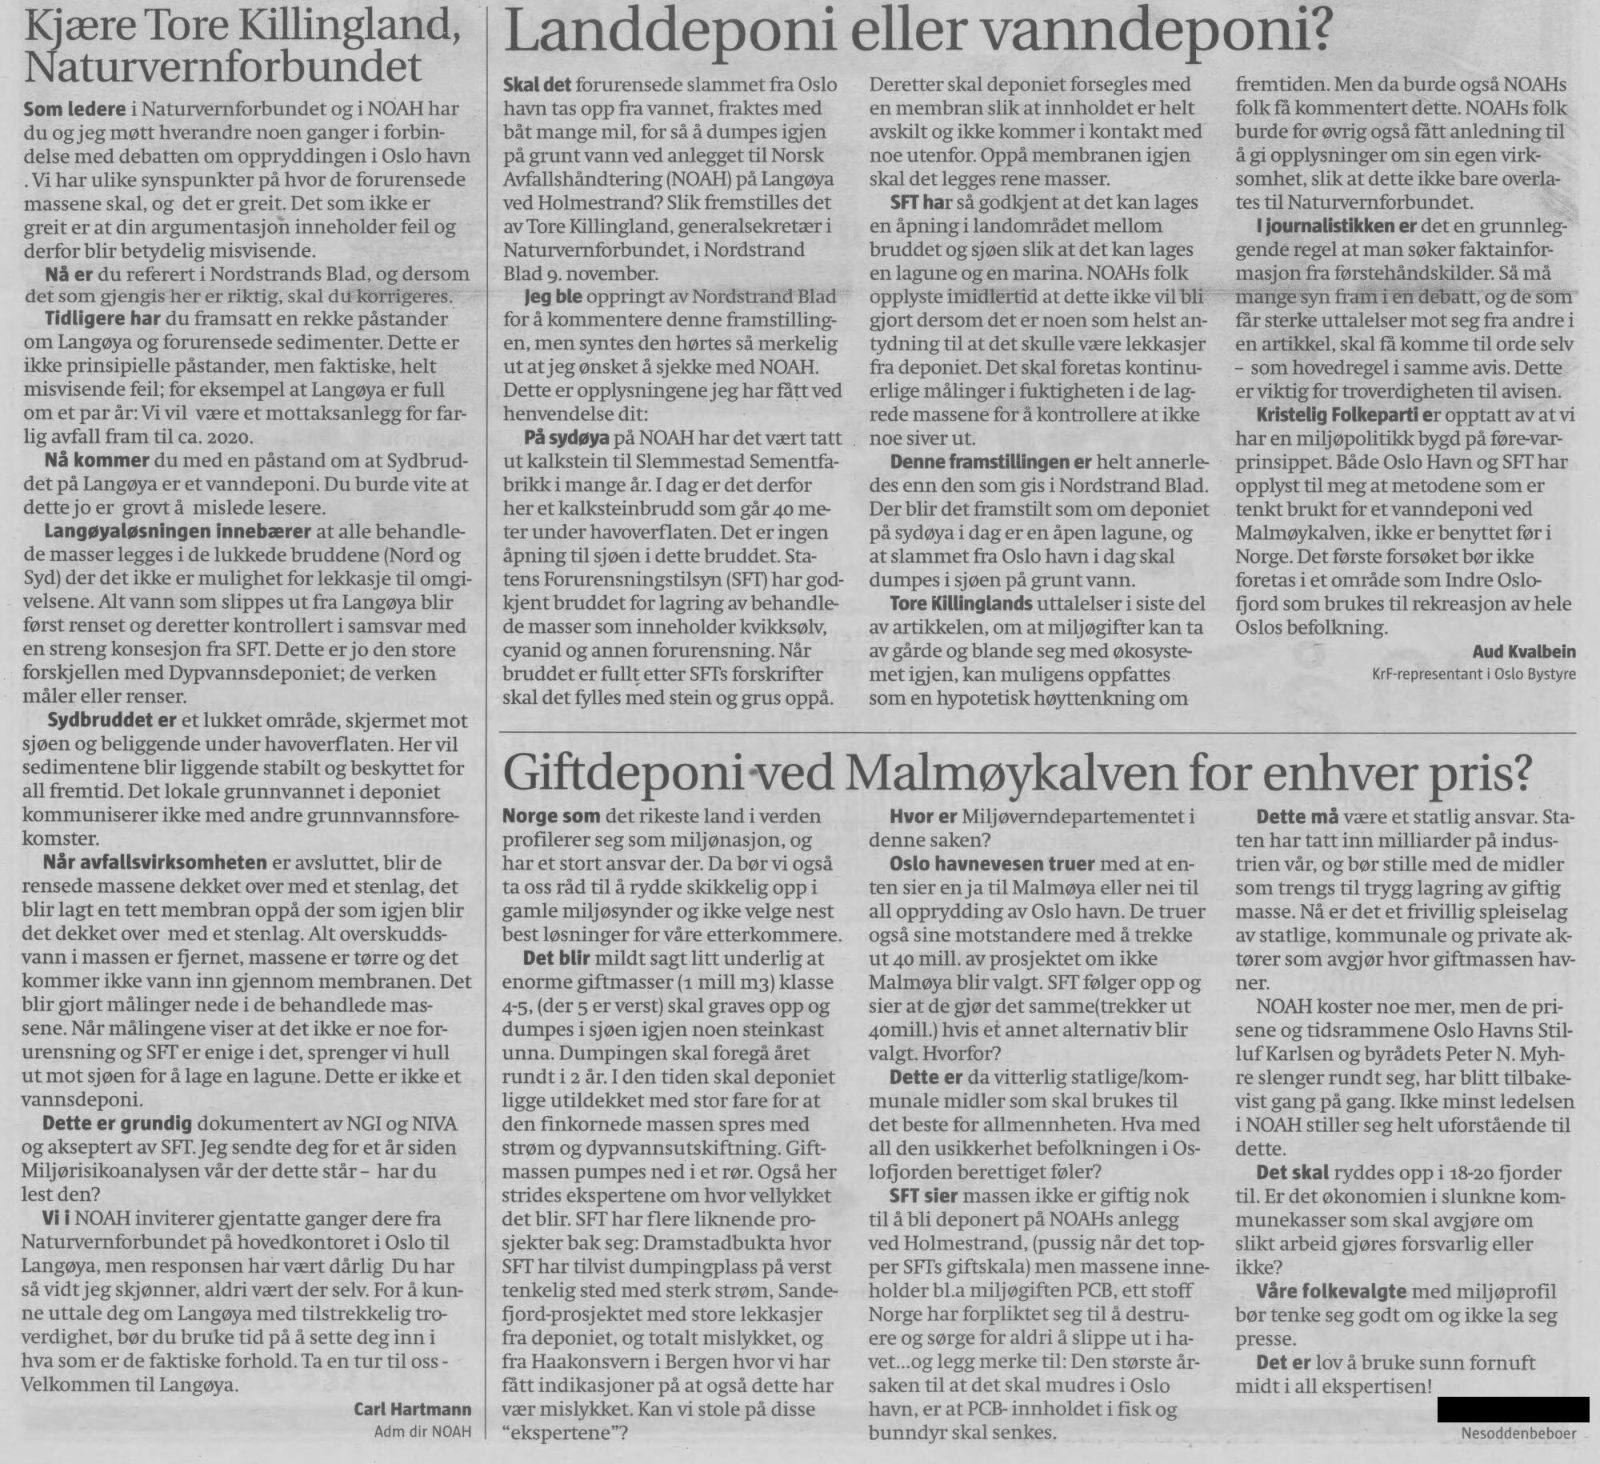 Kjære Tore Killingland,
Naturvernforbundet
Som ledere i Naturvernforbundet og i NOAH har
du og jeg møtt hverandre noen ganger i forbin-
delse med debatten om oppryddingen i Oslo havn
. Vi har ulike synspunkter på hvor de forurensede
massene skal, og det er greit. Det som ikke er
greit er at din argumentasjon inneholder feil og
derfor blir betydelig misvisende.
Nå er du referert i Nordstrands Blad, og dersom
det som gjengis her er riktig, skal du korrigeres.
Tidligere har du framsatt en rekke påstander
om Langøya og forurensede sedimenter. Dette er
ikke prinsipielle påstander, men faktiske, helt
misvisende feil; for eksempel at Langøya er full
om et par år: Vi vil være et mottaksanlegg for far-
lig avfall fram til ca. 2020.
Nå kommer du med en påstand om at Sydbrud-
det på Langøya er et vanndeponi. Du burde vite at
dette jo er grovt å mislede lesere.
Langøyaløsningen innebærer at alle behandle-
de masser legges i de lukkede bruddene (Nord og
Syd) der det ikke er mulighet for lekkasje til omgi-
velsene. Alt vann som slippes ut fra Langøya blir
først renset og deretter kontrollert i samsvar med
en streng konsesjon fra SFT. Dette er jo den store
forskjellen med Dypvannsdeponiet; de verken
måler eller renser.
Sydbruddet er et lukket område, skjermet mot
sjøen og beliggende under havoverflaten. Her vil
sedimentene blir liggende stabilt og beskyttet for
all fremtid. Det lokale grunnvannet i deponiet
kommuniserer ikke med andre grunnvannsfore-
komster.
Når avfallsvirksomheten er avsluttet, blir de
rensede massene dekket over med et stenlag, det
blir lagt en tett membran oppå der som igjen blir
det dekket over med et stenlag. Alt overskudds-
vann i massen er fjernet, massene er tørre og det
kommer ikke vann inn gjennom membranen. Det
blir gjort målinger nede i de behandlede mas-
sene. Når målingene viser at det ikke er noe for-
urensning og SFT er enige i det, sprenger vi hull
ut mot sjøen for å lage en lagune. Dette er ikke et
vannsdeponi.
Dette er grundig dokumentert av NGI og NIVA
og akseptert av SFT. Jeg sendte deg for et år siden
Miljørisikoanalysen vår der dette står – har du
lest den?
Vi i NOAH inviterer gjentatte ganger dere fra
Naturvernforbundet på hovedkontoret i Oslo til
Langøya, men responsen har vært dårlig Du har
så vidt jeg skjønner, aldri vært der selv. For å kun-
ne uttale deg om Langøya med tilstrekkelig tro-
verdighet, bør du bruke tid på å sette deg inn i
hva som er de faktiske forhold. Ta en tur til oss -
Velkommen til Langøya.
Carl Hartmann
Adm dir NOAH
Landdeponi eller vanndeponi?
Skal det forurensede slammet fra Oslo
havn tas opp fra vannet, fraktes med
båt mange mil, for så å dumpes igjen
på grunt vann ved anlegget til Norsk
Avfallshåndtering (NOAH) på Langøya
ved Holmestrand? Slik fremstilles det
av Tore Killingland, generalsekretær i
Naturvernforbundet, i Nordstrand
Blad 9. november.
Jeg ble oppringt av Nordstrand Blad
for å kommentere denne framstilling-
en, men syntes den hørtes så merkelig
ut at jeg ønsket å sjekke med NOAH.
Dette er opplysningene jeg har fått ved
henvendelse dit:
På sydøya på NOAH har det vært tatt
ut kalkstein til Slemmestad Sementfa-
brikk i mange år. I dag er det derfor
her et kalksteinbrudd som går 40 me-
ter under havoverflaten. Det er ingen
åpning til sjøen i dette bruddet. Sta-
tens Forurensningstilsyn (SFT) har god-
kjent bruddet for lagring av behandle-
de masser som inneholder kvikksølv,
cyanid og annen forurensning. Når
bruddet er fullt etter SFTs forskrifter
skal det fylles med stein og grus oppå.
Deretter skal deponiet forsegles med
en membran slik at innholdet er helt
avskilt og ikke kommer i kontakt med
noe utenfor. Oppå membranen igjen
skal det legges rene masser.
SFT har så godkjent at det kan lages
en åpning i landområdet mellom
bruddet og sjøen slik at det kan lages
en lagune og en marina. NOAHs folk
opplyste imidlertid at dette ikke vil bli
gjort dersom det er noen som helst an-
tydning til at det skulle være lekkasjer
fra deponiet. Det skal foretas kontinu-
erlige målinger i fuktigheten i de lag-
rede massene for å kontrollere at ikke
noe siver ut.
Denne framstillingen er helt annerle-
des enn den som gis i Nordstrand Blad.
Der blir det framstilt som om deponiet
på sydøya i dag er en åpen lagune, og
at slammet fra Oslo havn i dag skal
dumpes i sjøen på grunt vann.
Tore Killinglands uttalelser i siste del
av artikkelen, om at miljøgifter kan ta
av gårde og blande seg med økosyste-
met igjen, kan muligens oppfattes
som en hypotetisk høyttenkning om
fremtiden. Men da burde også NOAHs
folk få kommentert dette. NOAHs folk
burde for øvrig også fått anledning til
å gi opplysninger om sin egen virk-
somhet, slik at dette ikke bare overla-
tes til Naturvernforbundet.
I journalistikken er det en grunnleg-
gende regel at man søker faktainfor-
masjon fra førstehåndskilder. Så må
mange syn fram i en debatt, og de som
får sterke uttalelser mot seg fra andre i
en artikkel, skal få komme til orde selv
– som hovedregel i samme avis. Dette
er viktig for troverdigheten til avisen.
Kristelig Folkeparti er opptatt av at vi
har en miljøpolitikk bygd på føre-var-
prinsippet. Både Oslo Havn og SFT har
opplyst til meg at metodene som er
tenkt brukt for et vanndeponi ved
Malmøykalven, ikke er benyttet før i
Norge. Det første forsøket bør ikke
foretas i et område som Indre Oslo-
fjord som brukes til rekreasjon av hele
Oslos befolkning.
Aud Kvalbein
KrF-representant i Oslo Bystyre
Giftdeponi ved Malmøykalven for enhver pris?
Norge som det rikeste land i verden
profilerer seg som miljønasjon, og
har et stort ansvar der. Da bør vi også
ta oss råd til å rydde skikkelig opp i
gamle miljøsynder og ikke velge nest
best løsninger for våre etterkommere.
Det blir mildt sagt litt underlig at
enorme giftmasser (1 mill m3) klasse
4-5, (der 5 er verst) skal graves opp og
dumpes i sjøen igjen noen steinkast
unna. Dumpingen skal foregå året
rundt i 2 år. I den tiden skal deponiet
ligge utildekket med stor fare for at
den finkornede massen spres med
strøm og dypvannsutskiftning. Gift-
massen pumpes ned i et rør. Også her
strides ekspertene om hvor vellykket
det blir. SFT har flere liknende pro-
sjekter bak seg: Dramstadbukta hvor
SFT har tilvist dumpingplass på verst
tenkelig sted med sterk strøm, Sande-
fjord-prosjektet med store lekkasjer
fra deponiet, og totalt mislykket, og
fra Haakonsvern i Bergen hvor vi har
fått indikasjoner på at også dette har
vær mislykket. Kan vi stole på disse
"ekspertene"?
Hvor er Miljøverndepartementet i
denne saken?
Oslo havnevesen truer med at en-
ten sier en ja til Malmøya eller nei til
all opprydding av Oslo havn. De truer
også sine motstandere med å trekke
ut 40 mill. av prosjektet om ikke
Malmøya blir valgt. SFT følger opp og
sier at de gjør det samme(trekker ut
40mill.) hvis et annet alternativ blir
valgt. Hvorfor?
Dette er da vitterlig statlige/kom-
munale midler som skal brukes til
det beste for allmennheten. Hva med
all den usikkerhet befolkningen i Os-
lofjorden berettiget føler?
SFT sier massen ikke er giftig nok
til å bli deponert på NOAHs anlegg
ved Holmestrand, (pussig når det top-
per SFTs giftskala) men massene inne-
holder bl.a miljøgiften PCB, ett stoff
Norge har forpliktet seg til å destru-
ere og sørge for aldri å slippe ut i ha-
vet...og legg merke til: Den største år-
saken til at det skal mudres i Oslo
havn, er at PCB- innholdet i fisk og
bunndyr skal senkes.
Dette må være et statlig ansvar. Sta-
ten har tatt inn milliarder på indus-
trien vår, og bør stille med de midler
som trengs til trygg lagring av giftig
masse. Nå er det et frivillig spleiselag
av statlige, kommunale og private ak-
tører som avgjør hvor giftmassen hav-
ner.
NOAH koster noe mer, men de pri-
sene og tidsrammene Oslo Havns Stil-
luf Karlsen og byrådets Peter N. Myh-
re slenger rundt seg, har blitt tilbake-
vist gang på gang. Ikke minst ledelsen
i NOAH stiller seg helt uforstående til
dette.
Det skal ryddes opp i 18-20 fjorder
til. Er det økonomien i slunkne kom-
munekasser som skal avgjøre om
slikt arbeid gjøres forsvarlig eller
ikke?
Våre folkevalgte med miljøprofil
bør tenke seg godt om og ikke la seg
presse.
Det er lov å bruke sunn fornuft
midt i all ekspertisen!
Nesoddenbeboer